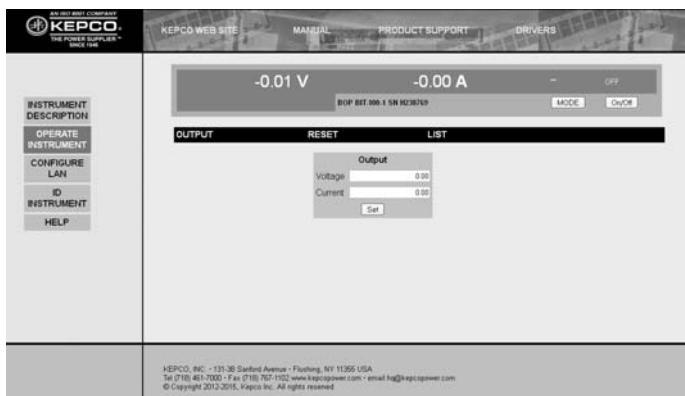 AN ISO 9001 COMPANY
KEPCO.
THE POWER SUPPLIER™
SINCE 1946
KEPCO WEB SITE MANUAL PRODUCT SUPPORT DRIVERS
-0.01 V -0.00 A - OFF
BOP BIT.100-1 SN H238769
MODE On/Off
INSTRUMENT DESCRIPTION
OPERATE INSTRUMENT
CONFIGURE LAN
ID INSTRUMENT
HELP
OUTPUT RESET LIST
Output
Voltage 0.00
Current 0.00
Set
KEPCO, INC. • 131-38 Sanford Avenue • Flushing, NY 11355 USA
Tel (718) 461-7000 • Fax (718) 767-1102 www.kepcopower.com • email hq@kepcopower.com
© Copyright 2012-2015, Kepco Inc. All rights reserved